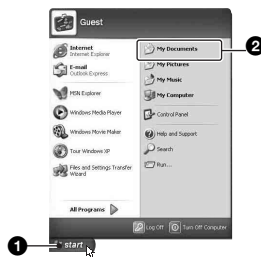 Guest
Internet
Internet Explorer
E-mail
Outlook Express
MSN Explorer
Windows Media Player
Windows Movie Maker
Tour Windows XP
Files and Settings Transfer
Wizard
All Programs
My Documents
My Pictures
My Music
My Computer
Control Panel
Help and Support
Search
Run...
Log Off
Turn Off Computer
start
1
2